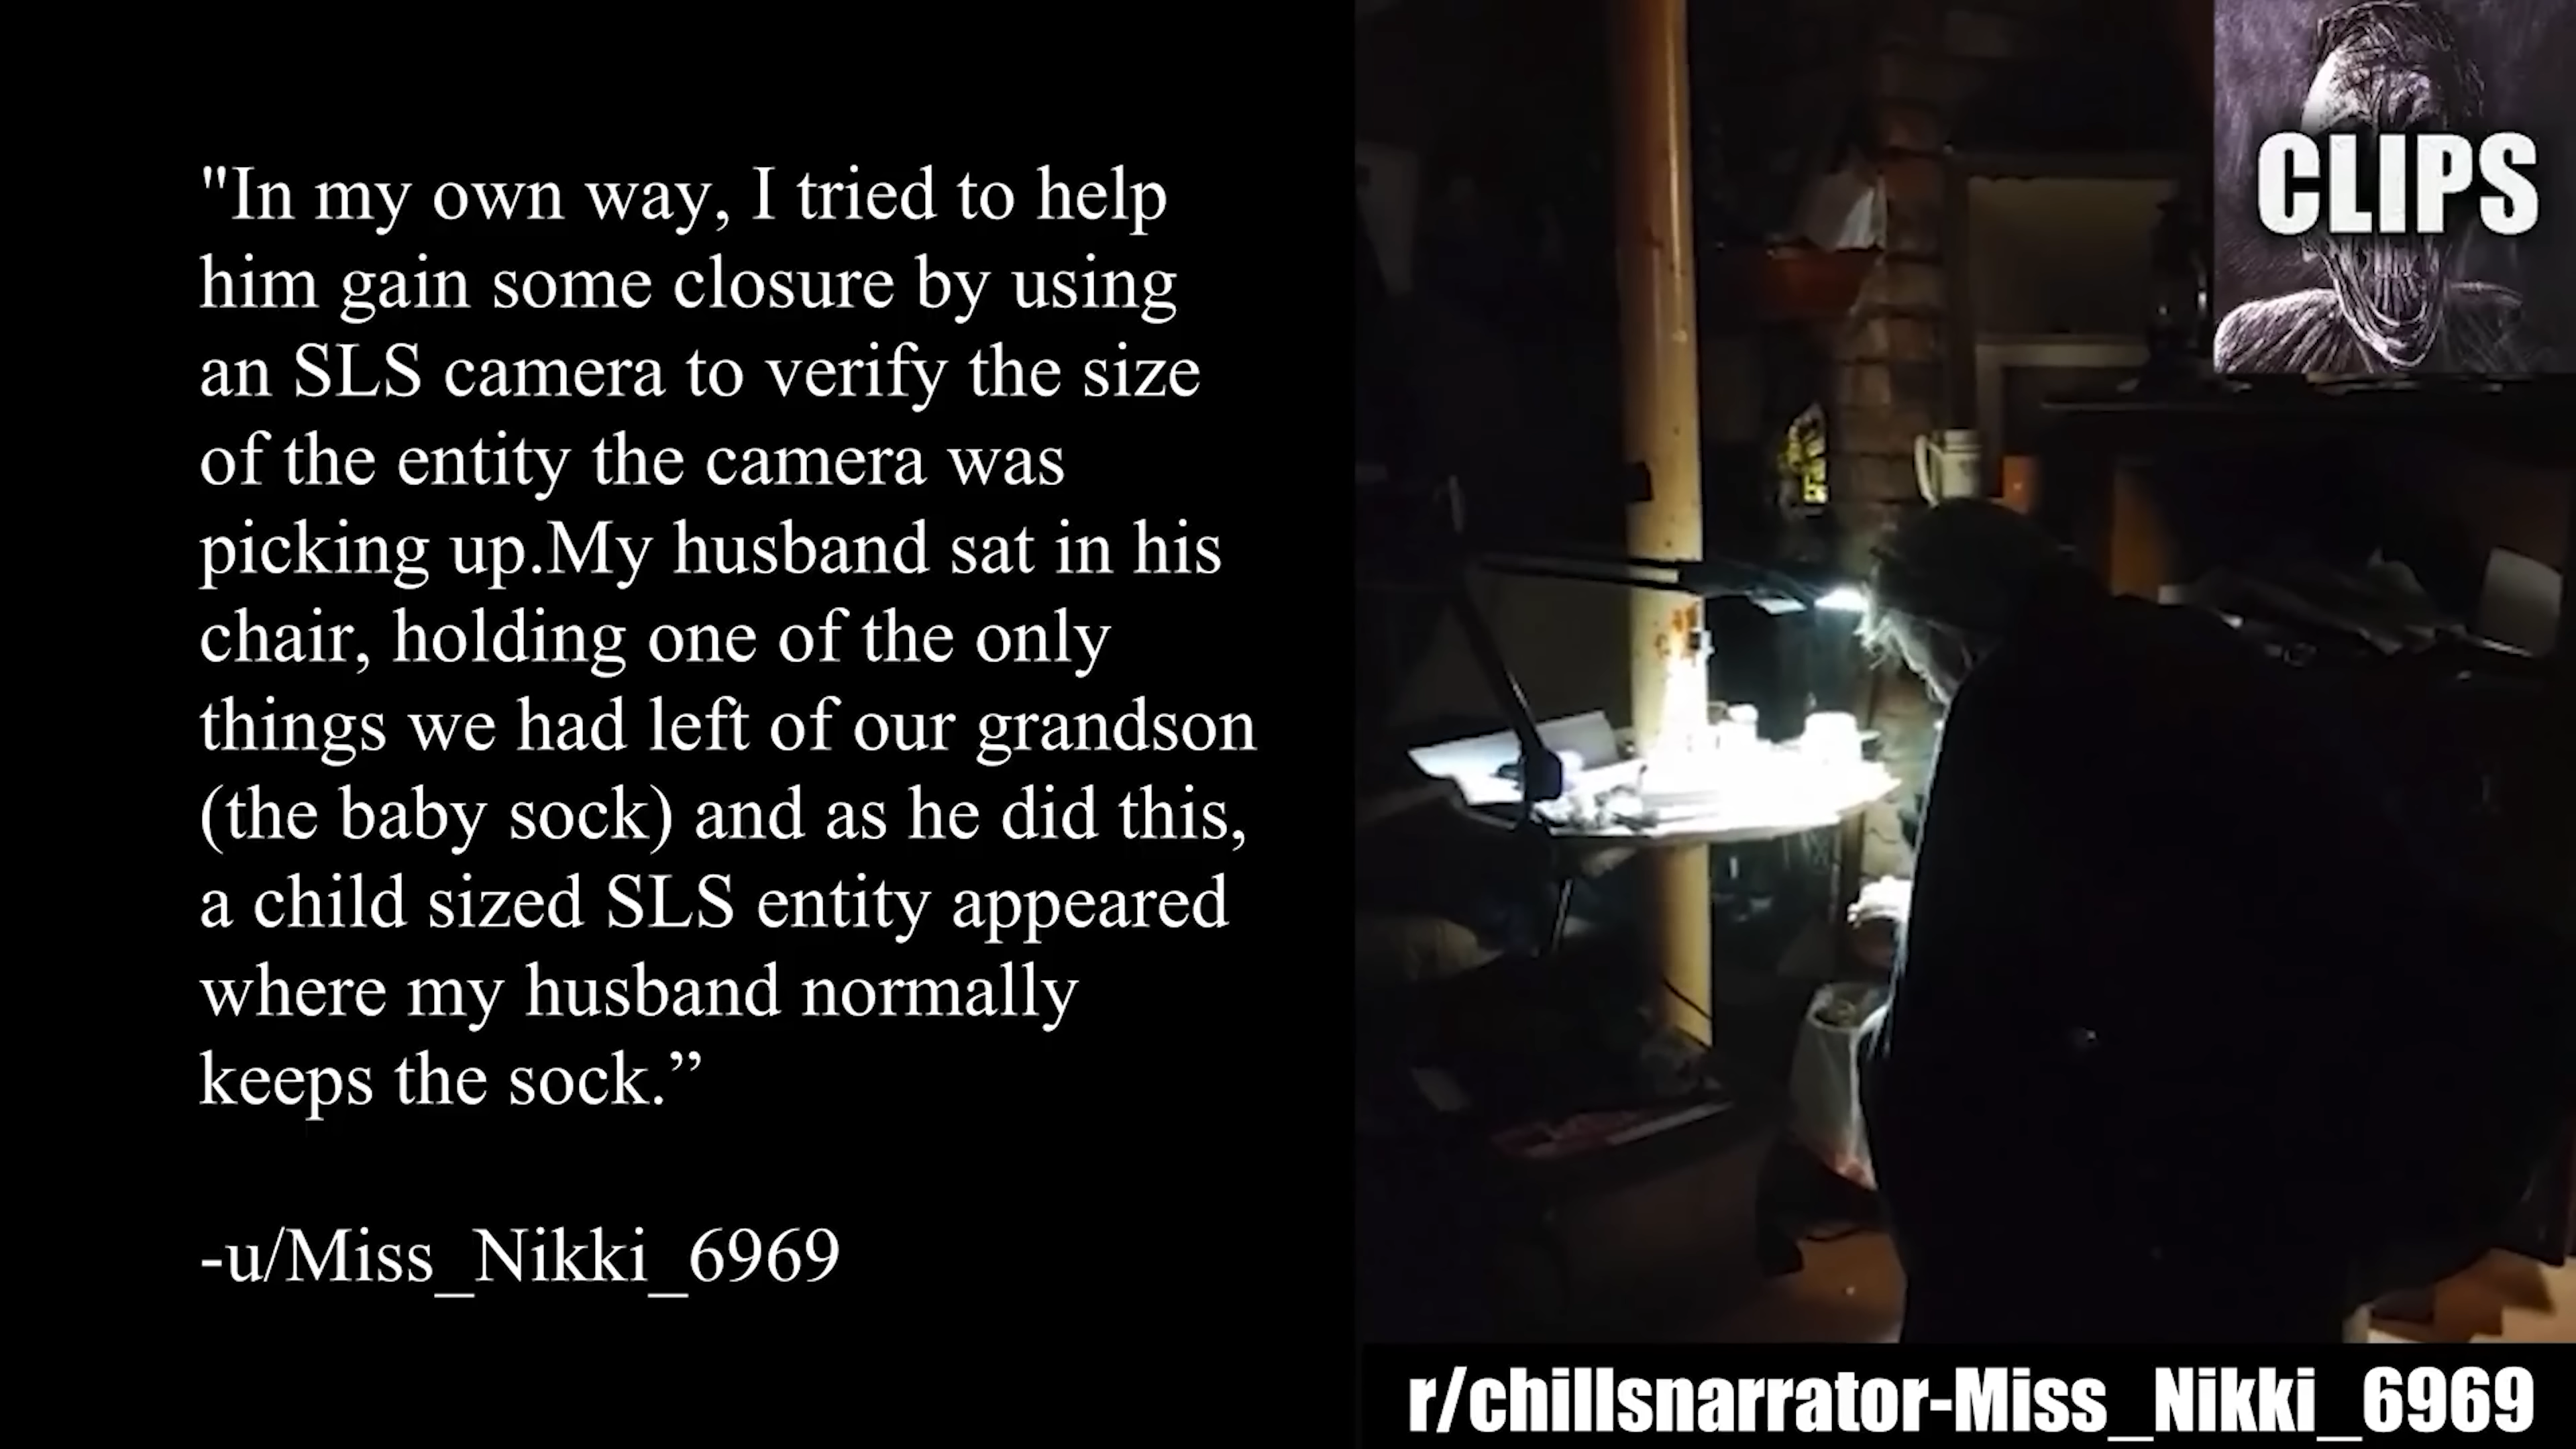 "In my own way, I tried to help
him gain some closure by using
an SLS camera to verify the size
of the entity the camera was
picking up.My husband sat in his
chair, holding one of the only
things we had left of our grandson
(the baby sock) and as he did this,
a child sized SLS entity appeared
where my husband normally
keeps the sock.”
-u/Miss_Nikki_6969
CLIPS
r/chillsnarrator-Miss_Nikki_6969